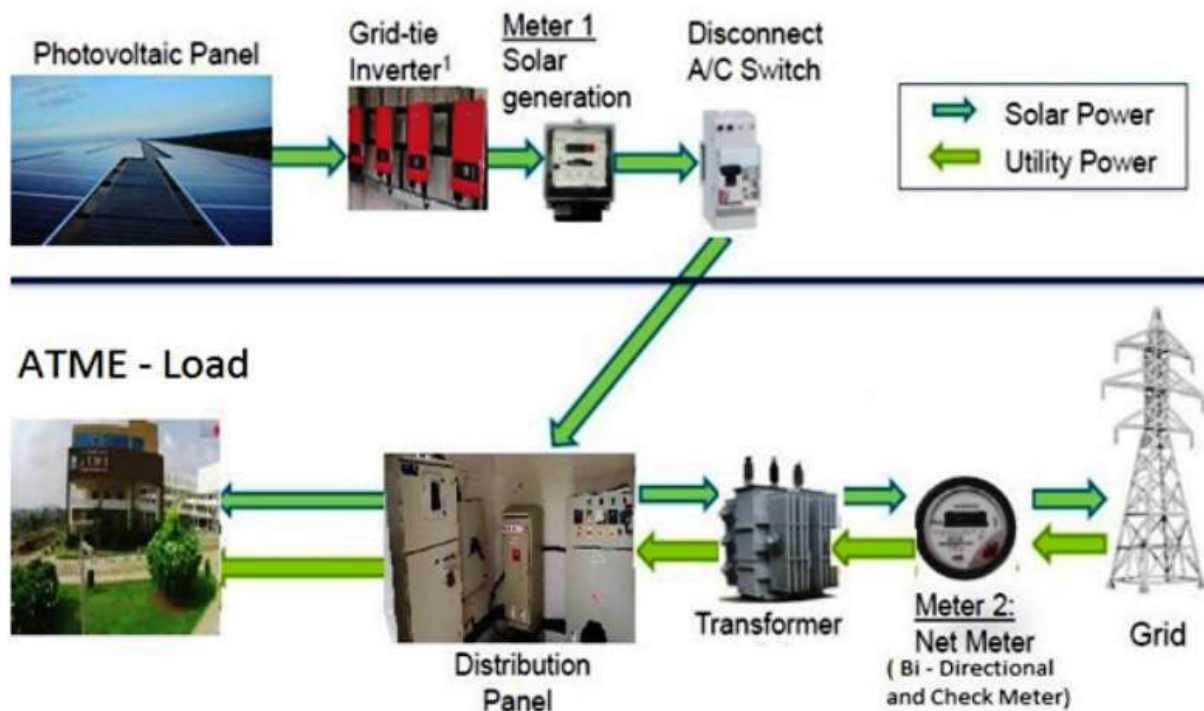 Photovoltaic Panel
Grid-tie
Inverter¹
Meter 1
Solar
generation
Disconnect
A/C Switch
Solar Power
Utility Power
ATME - Load
Distribution
Panel
Transformer
Meter 2:
Net Meter
( Bi - Directional
and Check Meter)
Grid